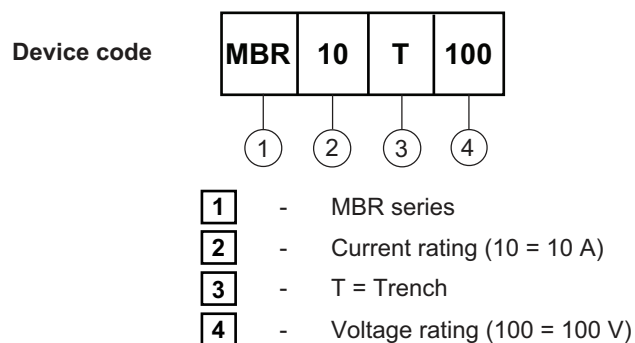 Device code MBR 10 T 100
1 2 3 4
1 - MBR series
2 - Current rating (10 = 10 A)
3 - T = Trench
4 - Voltage rating (100 = 100 V)